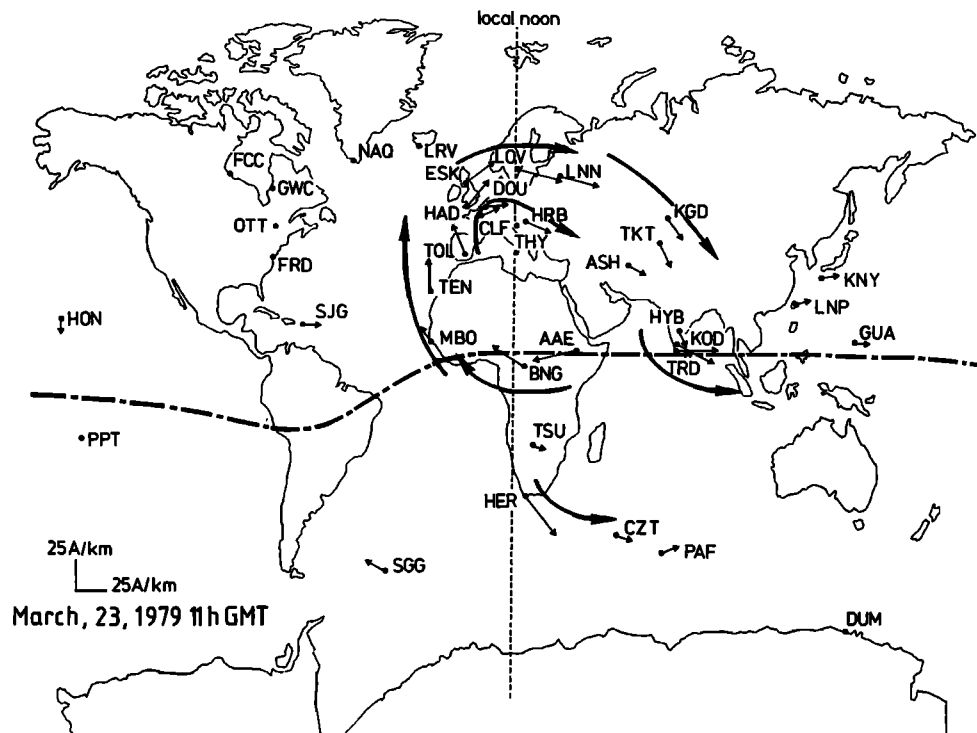 local noon
NAQ
LRV
LOV
FCC
ESK
LNN
GWC
DOU
HAD
HRB
KGD
OTT
CLF
TKT
TOL
THY
FRD
ASH
KNY
TEN
LNP
HON
SJG
HYB
MBO
AAE
KOD
GUA
BNG
TRD
PPT
TSU
HER
CZT
PAF
25A/km
SGG
25A/km
March, 23, 1979 11h GMT
DUM